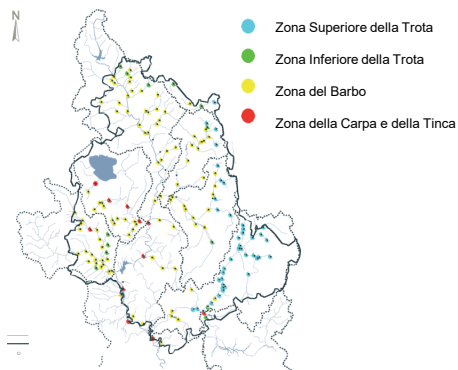 N
Zona Superiore della Trota
Zona Inferiore della Trota
Zona del Barbo
Zona della Carpa e della Tinca